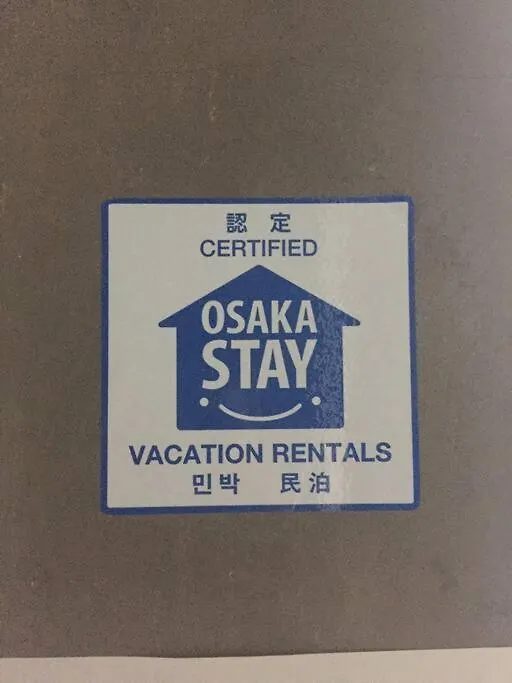 認定
CERTIFIED
OSAKA
STAY
VACATION RENTALS
민박 民泊